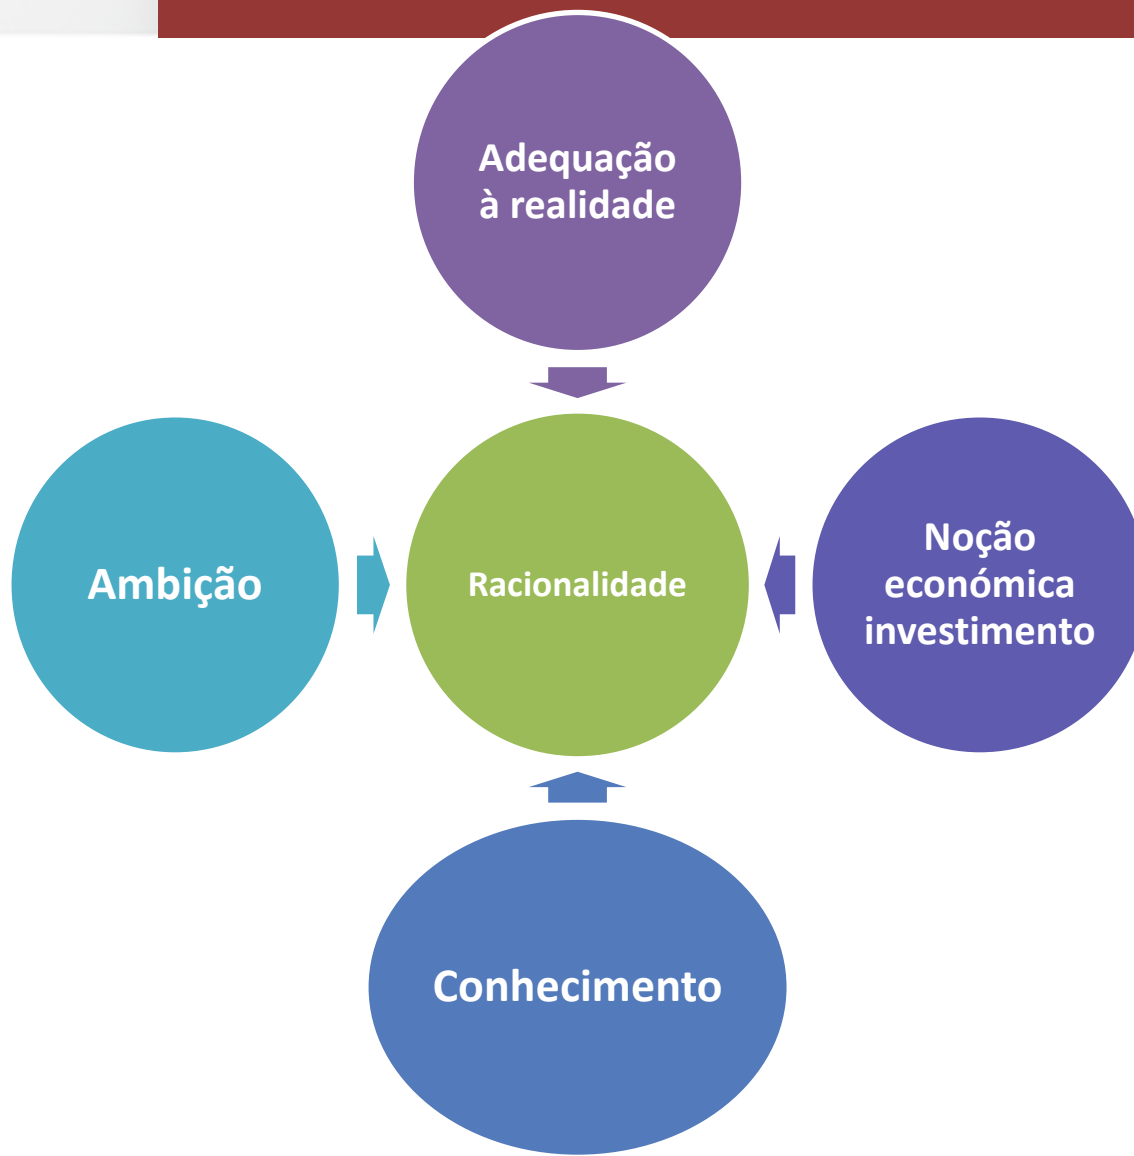 Adequação
à realidade
Ambição
Racionalidade
Noção
económica
investimento
Conhecimento